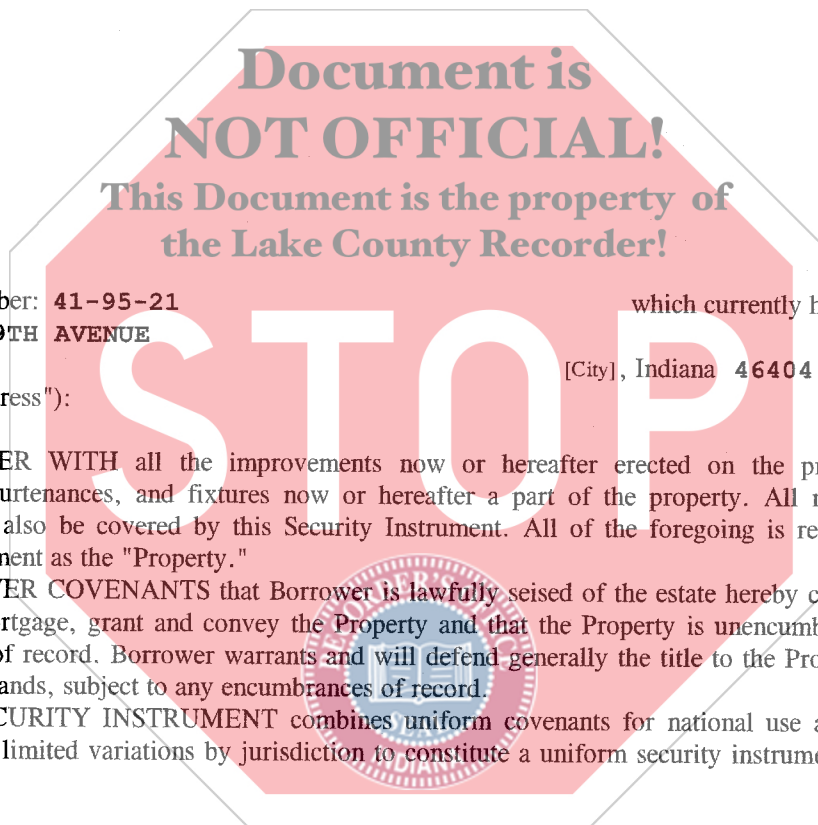 Document is
NOT OFFICIAL!
This Document is the property of
the Lake County Recorder!
ber: 41-95-21 which currently h
9TH AVENUE
[City], Indiana 46404
ress"):
STOP
ER WITH all the improvements now or hereafter erected on the pr
urtenances, and fixtures now or hereafter a part of the property. All r
also be covered by this Security Instrument. All of the foregoing is re
nent as the "Property."
ER COVENANTS that Borrower is lawfully seised of the estate hereby c
rtgage, grant and convey the Property and that the Property is unencumb
of record. Borrower warrants and will defend generally the title to the Pro
ands, subject to any encumbrances of record.
CURITY INSTRUMENT combines uniform covenants for national use a
limited variations by jurisdiction to constitute a uniform security instrume
SEAL
INDIANA